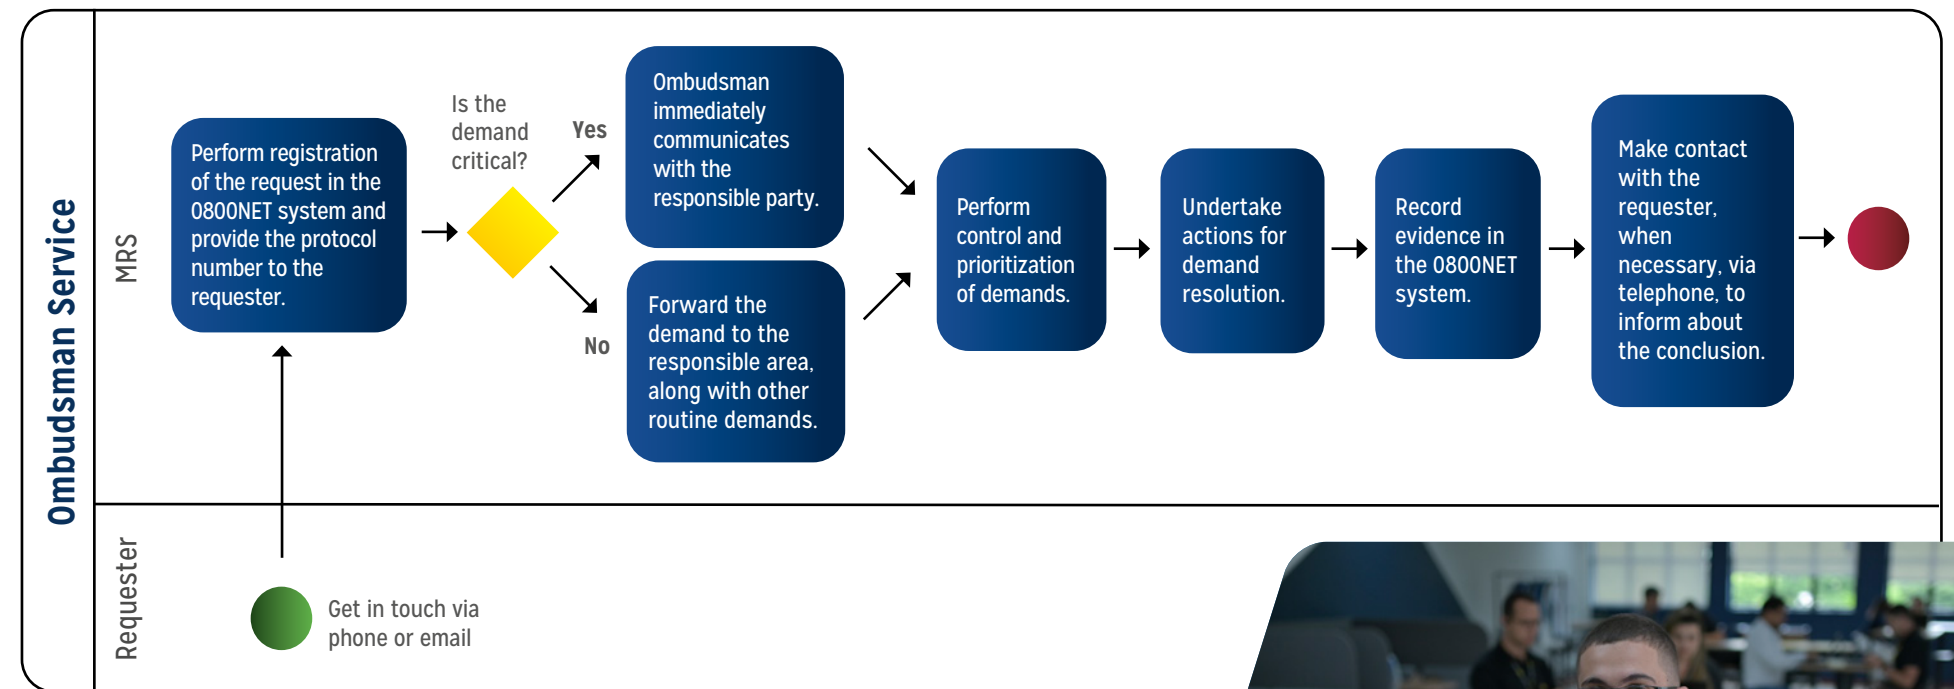 Ombudsman Service
MRS
Perform registration
of the request in the
0800NET system and
provide the protocol
number to the
requester.
Is the
demand
critical?
Yes
No
Ombudsman
immediately
communicates
with the
responsible party.
Forward the
demand to the
responsible area,
along with other
routine demands.
Perform
control and
prioritization
of demands.
Undertake
actions for
demand
resolution.
Record
evidence in
the 0800NET
system.
Make contact
with the
requester,
when
necessary, via
telephone, to
inform about
the conclusion.
Requester
Get in touch via
phone or email